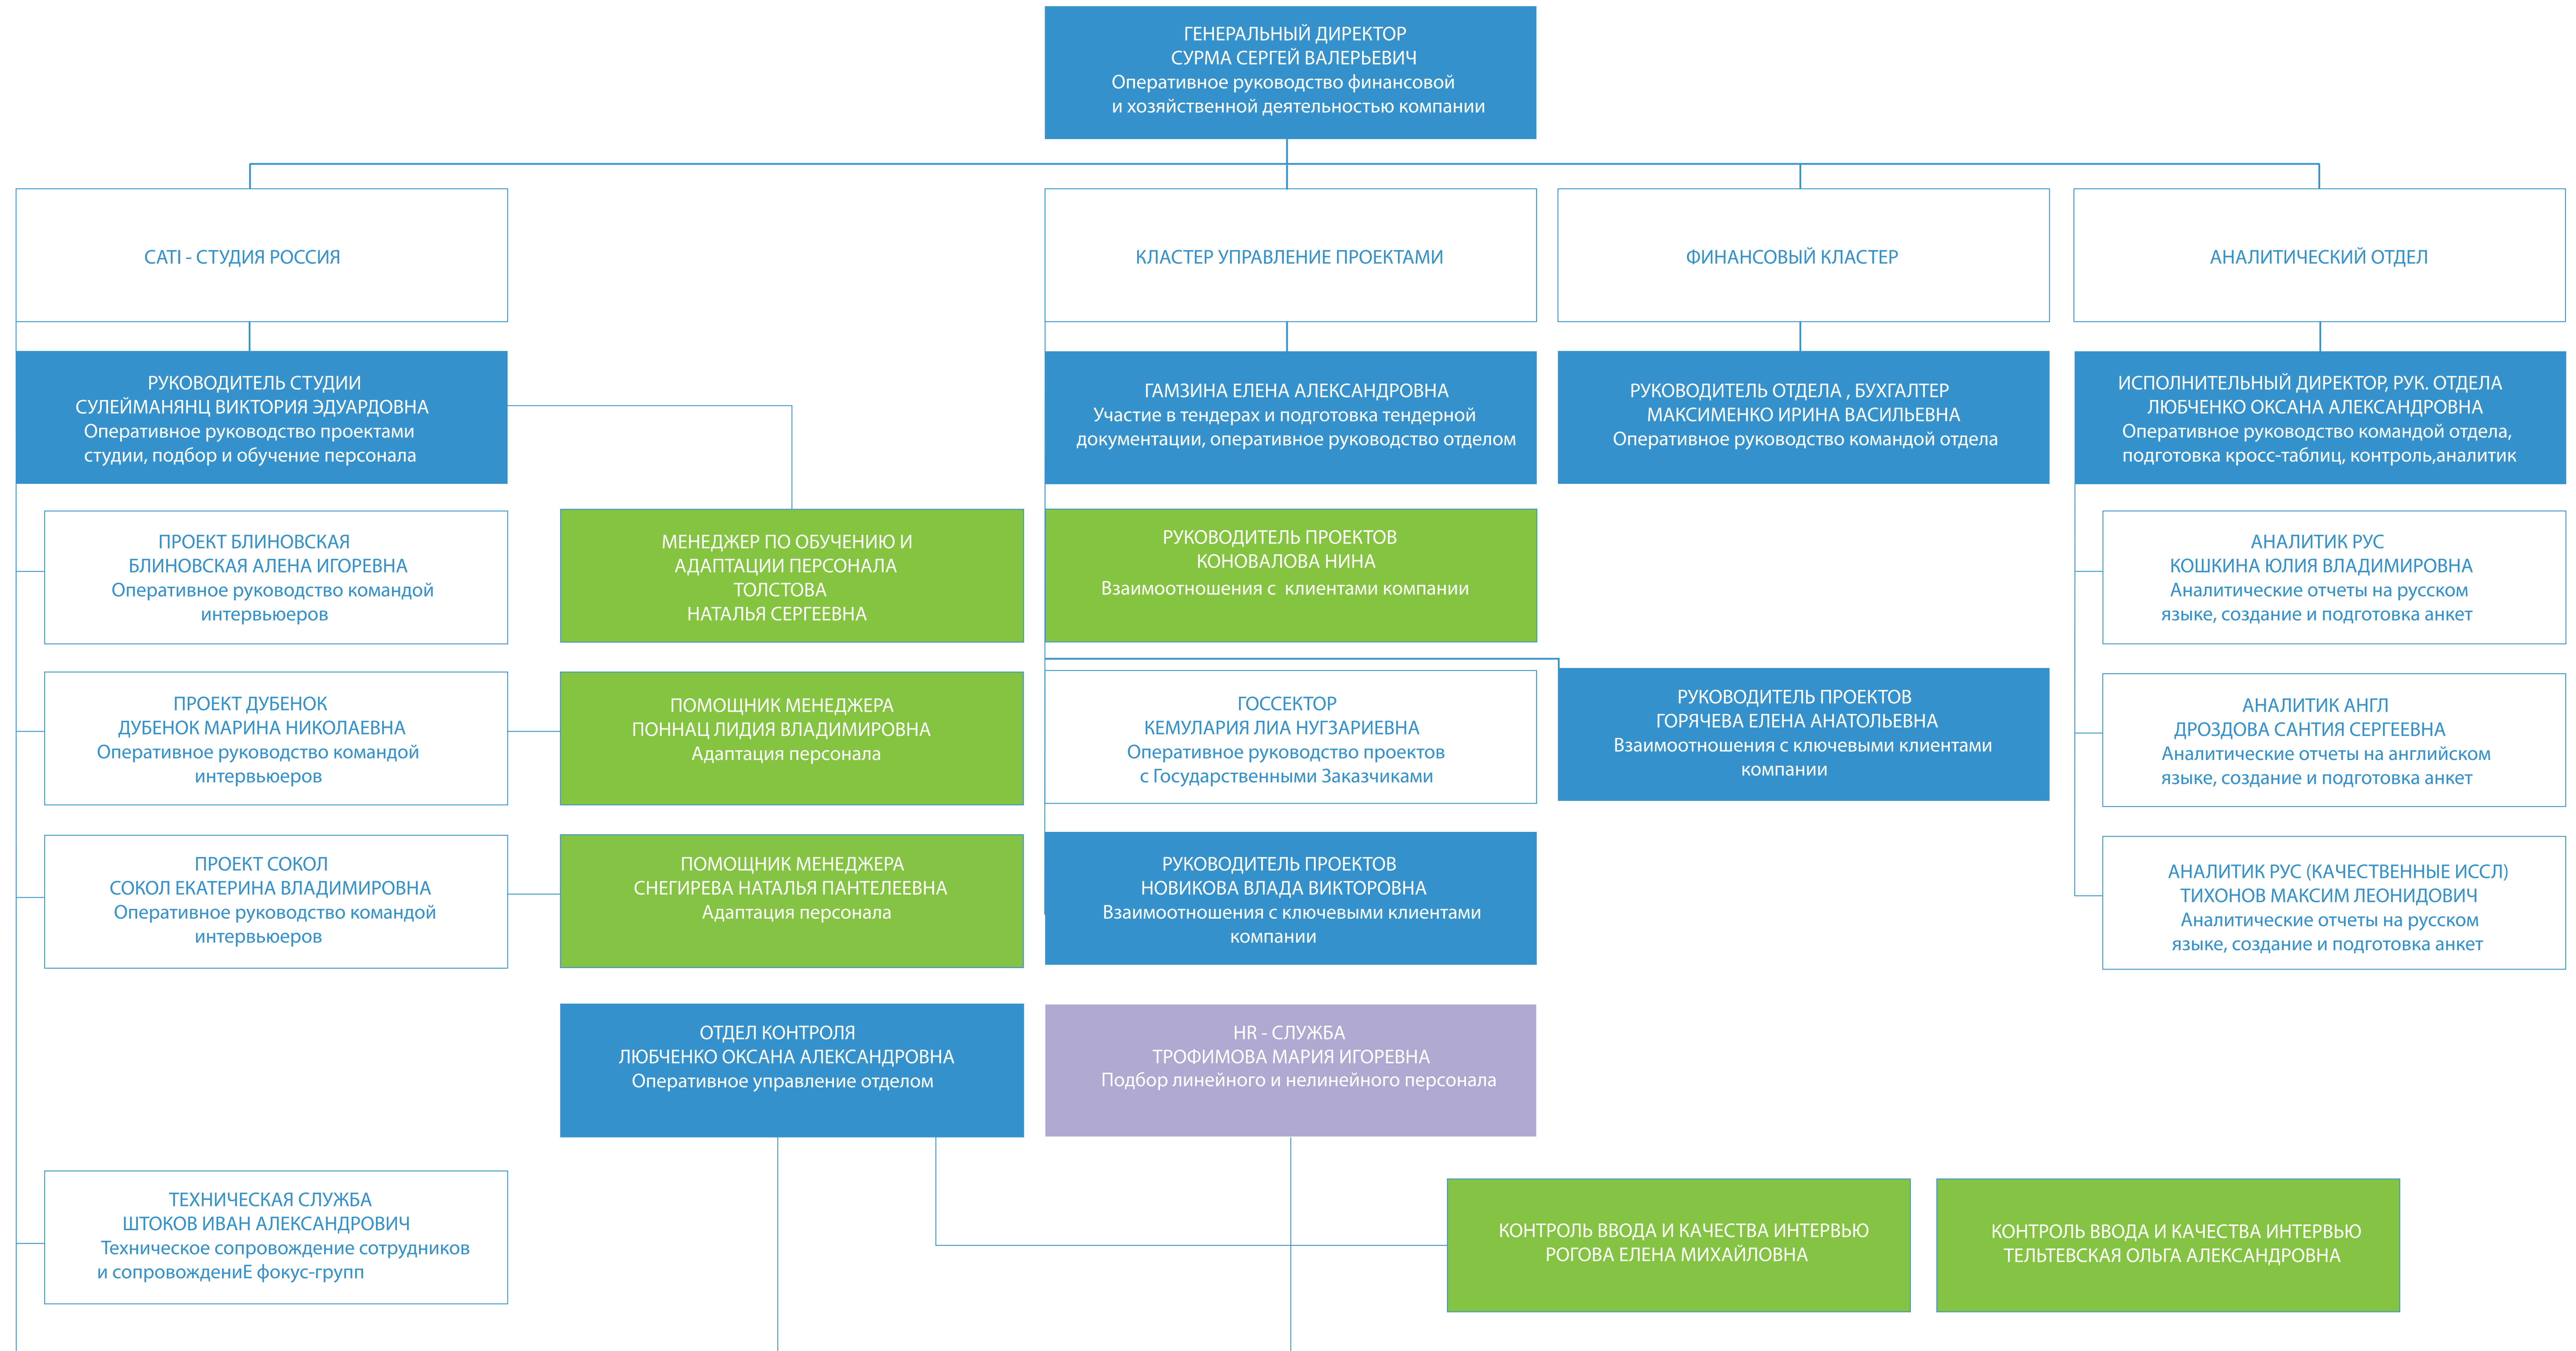 ГЕНЕРАЛЬНЫЙ ДИРЕКТОР
СУРМА СЕРГЕЙ ВАЛЕРЬЕВИЧ
Оперативное руководство финансовой
и хозяйственной деятельностью компании
CATI - СТУДИЯ РОССИЯ
КЛАСТЕР УПРАВЛЕНИЕ ПРОЕКТАМИ
ФИНАНСОВЫЙ КЛАСТЕР
АНАЛИТИЧЕСКИЙ ОТДЕЛ
РУКОВОДИТЕЛЬ СТУДИИ
СУЛЕЙМАНЯНЦ ВИКТОРИЯ ЭДУАРДОВНА
Оперативное руководство проектами
студии, подбор и обучение персонала
ГАМЗИНА ЕЛЕНА АЛЕКСАНДРОВНА
Участие в тендерах и подготовка тендерной
документации, оперативное руководство отделом
РУКОВОДИТЕЛЬ ОТДЕЛА , БУХГАЛТЕР
МАКСИМЕНКО ИРИНА ВАСИЛЬЕВНА
Оперативное руководство командой отдела
ИСПОЛНИТЕЛЬНЫЙ ДИРЕКТОР, РУК. ОТДЕЛА
ЛЮБЧЕНКО ОКСАНА АЛЕКСАНДРОВНА
Оперативное руководство командой отдела,
подготовка кросс-таблиц, контроль,аналитик
ПРОЕКТ БЛИНОВСКАЯ
БЛИНОВСКАЯ АЛЕНА ИГОРЕВНА
Оперативное руководство командой
интервьюеров
МЕНЕДЖЕР ПО ОБУЧЕНИЮ И
АДАПТАЦИИ ПЕРСОНАЛА
ТОЛСТОВА
НАТАЛЬЯ СЕРГЕЕВНА
РУКОВОДИТЕЛЬ ПРОЕКТОВ
КОНОВАЛОВА НИНА
Взаимоотношения с клиентами компании
АНАЛИТИК РУС
КОШКИНА ЮЛИЯ ВЛАДИМИРОВНА
Аналитические отчеты на русском
языке, создание и подготовка анкет
ПРОЕКТ ДУБЕНОК
ДУБЕНОК МАРИНА НИКОЛАЕВНА
Оперативное руководство командой
интервьюеров
ПОМОЩНИК МЕНЕДЖЕРА
ПОННАЦ ЛИДИЯ ВЛАДИМИРОВНА
Адаптация персонала
ГОССЕКТОР
КЕМУЛАРИЯ ЛИА НУГЗАРИЕВНА
Оперативное руководство проектов
с Государственными Заказчиками
РУКОВОДИТЕЛЬ ПРОЕКТОВ
ГОРЯЧЕВА ЕЛЕНА АНАТОЛЬЕВНА
Взаимоотношения с ключевыми клиентами
компании
АНАЛИТИК АНГЛ
ДРОЗДОВА САНТИЯ СЕРГЕЕВНА
Аналитические отчеты на английском
языке, создание и подготовка анкет
ПРОЕКТ СОКОЛ
СОКОЛ ЕКАТЕРИНА ВЛАДИМИРОВНА
Оперативное руководство командой
интервьюеров
ПОМОЩНИК МЕНЕДЖЕРА
СНЕГИРЕВА НАТАЛЬЯ ПАНТЕЛЕЕВНА
Адаптация персонала
РУКОВОДИТЕЛЬ ПРОЕКТОВ
НОВИКОВА ВЛАДА ВИКТОРОВНА
Взаимоотношения с ключевыми клиентами
компании
АНАЛИТИК РУС (КАЧЕСТВЕННЫЕ ИССЛ)
ТИХОНОВ МАКСИМ ЛЕОНИДОВИЧ
Аналитические отчеты на русском
языке, создание и подготовка анкет
ОТДЕЛ КОНТРОЛЯ
ЛЮБЧЕНКО ОКСАНА АЛЕКСАНДРОВНА
Оперативное управление отделом
HR - СЛУЖБА
ТРОФИМОВА МАРИЯ ИГОРЕВНА
Подбор линейного и нелинейного персонала
ТЕХНИЧЕСКАЯ СЛУЖБА
ШТОКОВ ИВАН АЛЕКСАНДРОВИЧ
Техническое сопровождение сотрудников
и сопровождениЕ фокус-групп
КОНТРОЛЬ ВВОДА И КАЧЕСТВА ИНТЕРВЬЮ
РОГОВА ЕЛЕНА МИХАЙЛОВНА
КОНТРОЛЬ ВВОДА И КАЧЕСТВА ИНТЕРВЬЮ
ТЕЛЬТЕВСКАЯ ОЛЬГА АЛЕКСАНДРОВНА